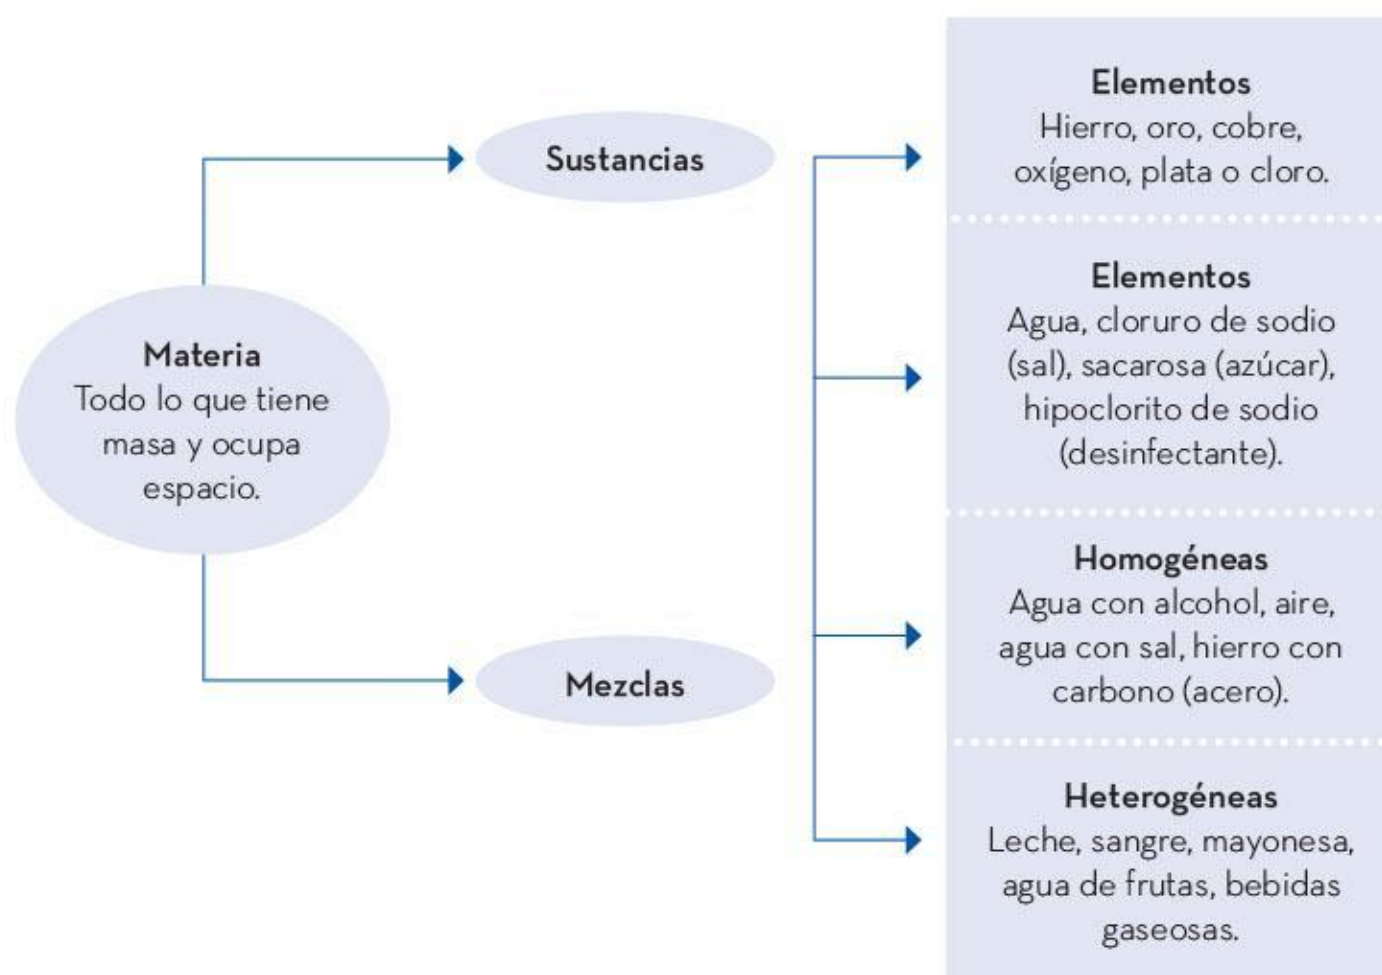 Materia
Todo lo que tiene
masa y ocupa
espacio.
Sustancias
Mezclas
Elementos
Hierro, oro, cobre,
oxígeno, plata o cloro.
Elementos
Agua, cloruro de sodio
(sal), sacarosa (azúcar),
hipoclorito de sodio
(desinfectante).
Homogéneas
Agua con alcohol, aire,
agua con sal, hierro con
carbono (acero).
Heterogéneas
Leche, sangre, mayonesa,
agua de frutas, bebidas
gaseosas.